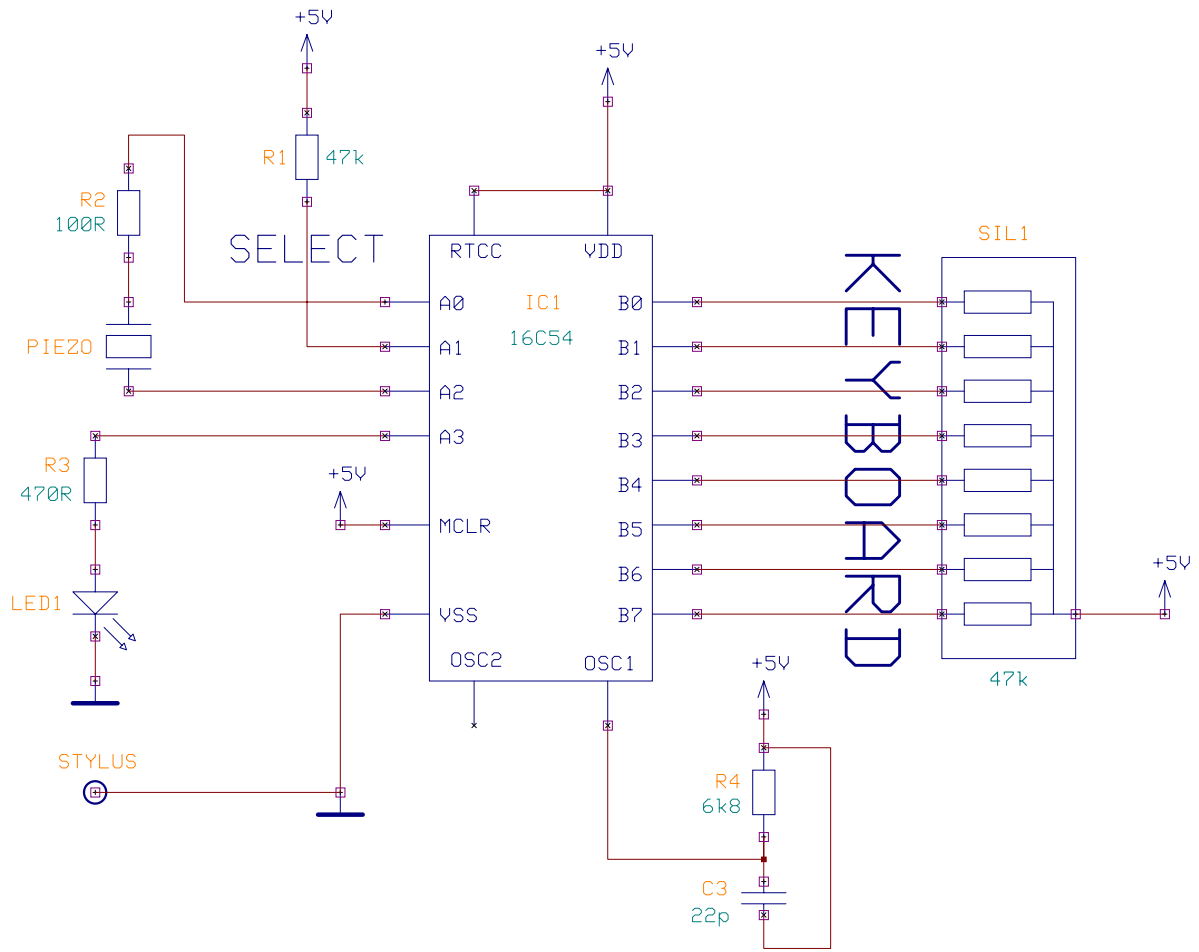 +5V
+5V
R1
47k
R2
100R
SELECT
SIL1
RTCC
VDD
A0
IC1
B0
16C54
PIEZO
A1
B1
A2
B2
A3
B3
R3
470R
+5V
B4
MCLR
B5
KEYBOARD
+5V
B6
LED1
VSS
B7
OSC2
OSC1
+5V
47k
STYLUS
R4
6k8
C3
22p